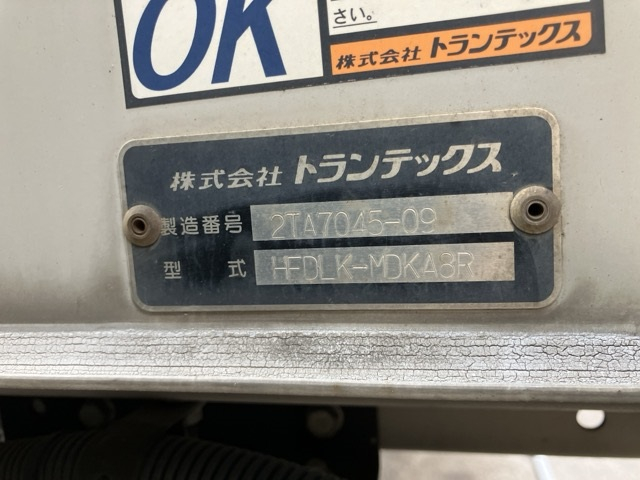 OK
さい。
株式会社 トランテックス
株式会社 トランテックス
製造番号 2TA7045-09
型式 HFDLK-MDKA8R